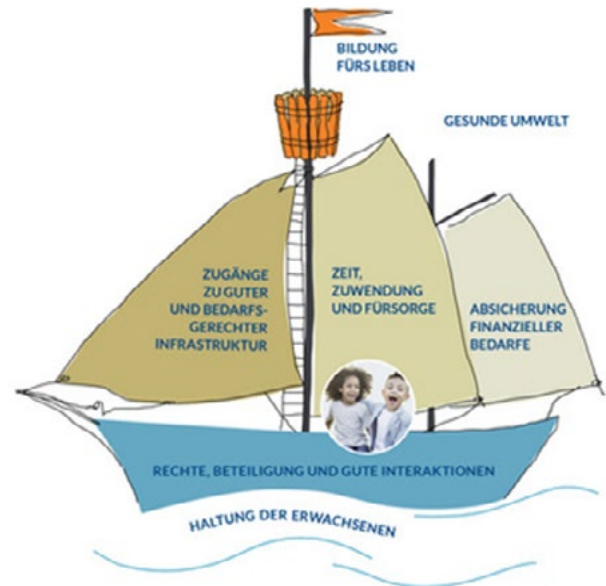 BILDUNG
FÜRS LEBEN
GESUNDE UMWELT
ZUGÄNGE
ZU GUTER
UND BEDARFS-
GERECHTER
INFRASTRUKTUR
ZEIT,
ZUWENDUNG
UND FÜRSORGE
ABSICHERUNG
FINANZIELLER
BEDARFE
RECHTE, BETEILIGUNG UND GUTE INTERAKTIONEN
HALTUNG DER ERWACHSENEN